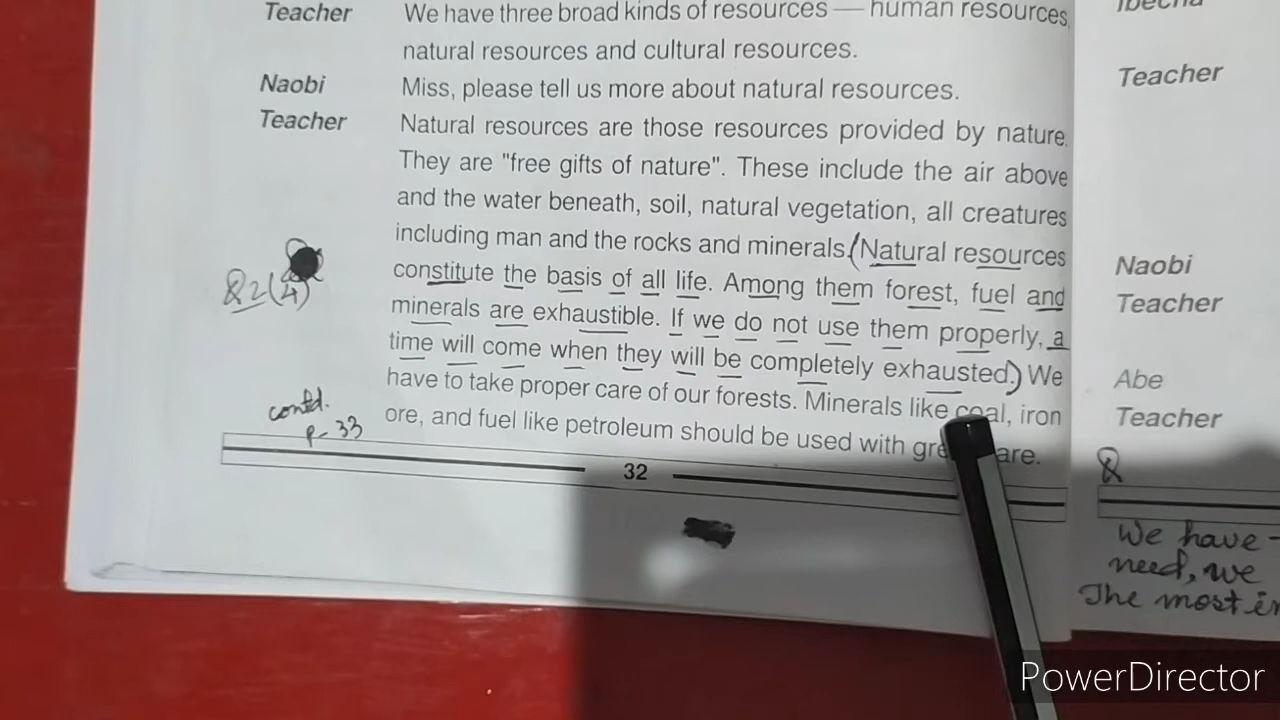 Teacher We have three broad kinds of resources — human resources,
natural resources and cultural resources.
Naobi Miss, please tell us more about natural resources.
Teacher Natural resources are those resources provided by nature.
They are "free gifts of nature". These include the air above
and the water beneath, soil, natural vegetation, all creatures
including man and the rocks and minerals. (Natural resources
constitute the basis of all life. Among them forest, fuel and
Q2(4)
minerals are exhaustible. If we do not use them properly, a
time will come when they will be completely exhausted.) We
have to take proper care of our forests. Minerals like coal, iron
ore, and fuel like petroleum should be used with
contd.
p-33
32
Teacher
Naobi
Teacher
Abe
Teacher
We have -
need, we
The most
PowerDirector